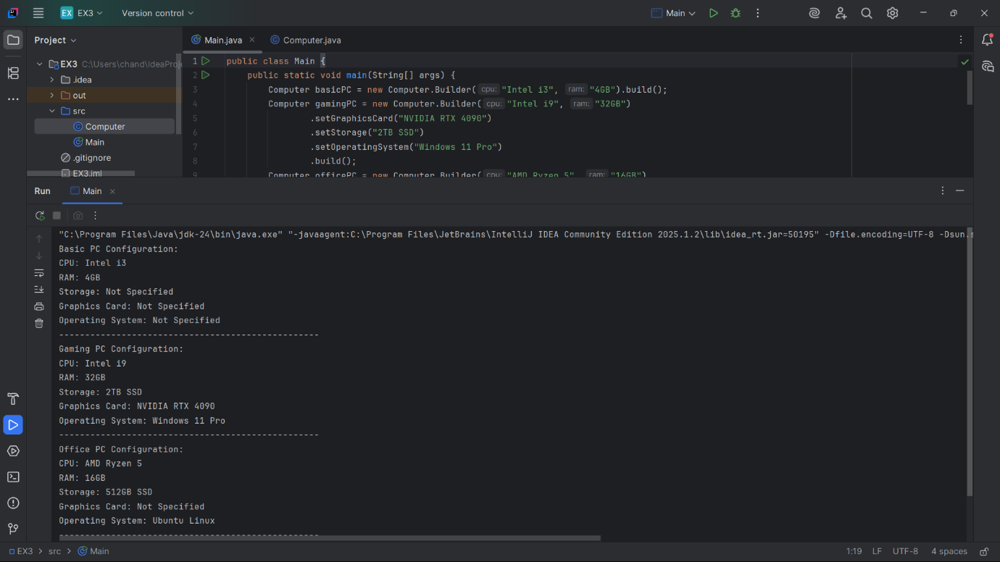 EX EX3 Version control Main
Project Main.java Computer.java
EX3 C:\Users\chand\IdeaProj
.idea
out
src
Computer
Main
.gitignore
EX3.iml
1 public class Main {
2 public static void main(String[] args) {
3 Computer basicPC = new Computer.Builder( cpu: "Intel i3", ram: "4GB").build();
4 Computer gamingPC = new Computer.Builder( cpu: "Intel i9", ram: "32GB")
5 .setGraphicsCard("NVIDIA RTX 4090")
6 .setStorage("2TB SSD")
7 .setOperatingSystem("Windows 11 Pro")
8 .build();
9 Computer officePC = new Computer.Builder( cpu: "AMD Ryzen 5", ram: "16GB")
Run Main
"C:\Program Files\Java\jdk-24\bin\java.exe" "-javaagent:C:\Program Files\JetBrains\IntelliJ IDEA Community Edition 2025.1.2\lib\idea_rt.jar=50195" -Dfile.encoding=UTF-8 -Dsun.s
Basic PC Configuration:
CPU: Intel i3
RAM: 4GB
Storage: Not Specified
Graphics Card: Not Specified
Operating System: Not Specified
--------------------------------------------------
Gaming PC Configuration:
CPU: Intel i9
RAM: 32GB
Storage: 2TB SSD
Graphics Card: NVIDIA RTX 4090
Operating System: Windows 11 Pro
--------------------------------------------------
Office PC Configuration:
CPU: AMD Ryzen 5
RAM: 16GB
Storage: 512GB SSD
Graphics Card: Not Specified
Operating System: Ubuntu Linux
--------------------------------------------------
EX3 > src > Main 1:19 LF UTF-8 4 spaces